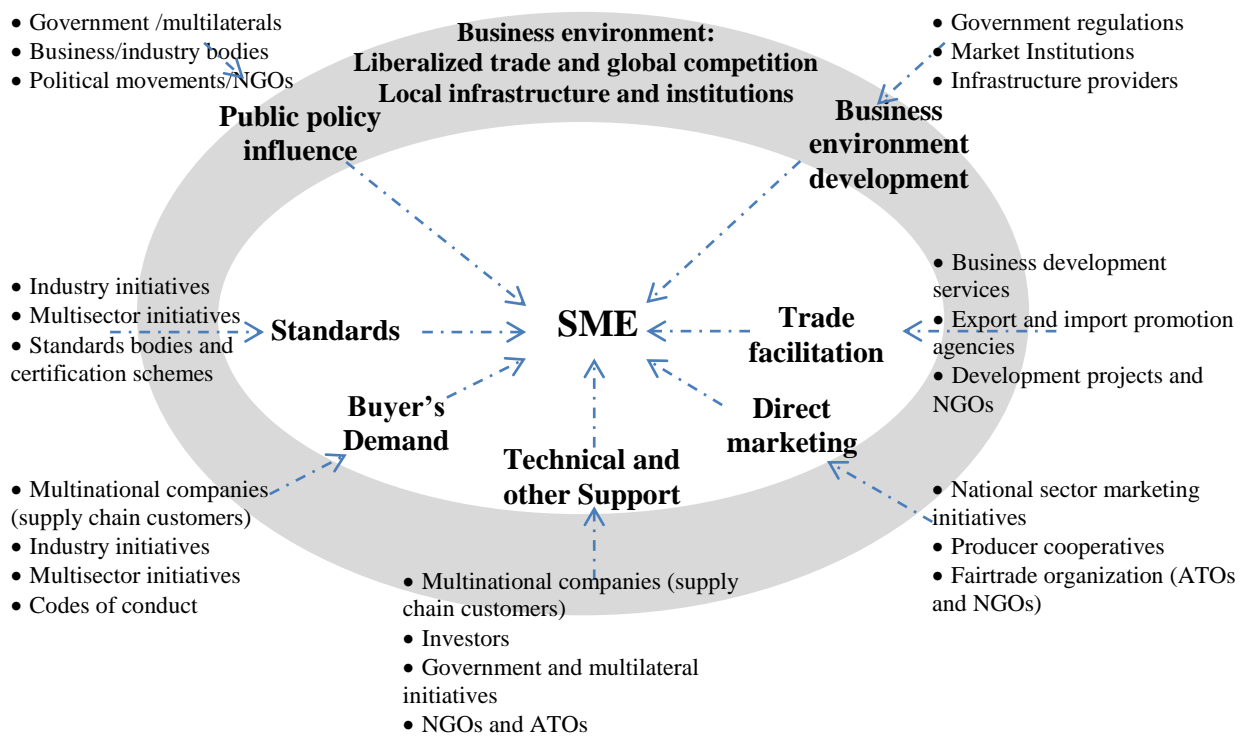 • Government /multilaterals
• Business/industry bodies
• Political movements/NGOs
Business environment:
Liberalized trade and global competition
Local infrastructure and institutions
• Government regulations
• Market Institutions
• Infrastructure providers
Public policy
influence
Business
environment
development
• Industry initiatives
• Multisector initiatives
• Standards bodies and
certification schemes
Standards
SME
Trade
facilitation
• Business development
services
• Export and import promotion
agencies
• Development projects and
NGOs
Buyer’s
Demand
Technical and
other Support
Direct
marketing
• Multinational companies
(supply chain customers)
• Industry initiatives
• Multisector initiatives
• Codes of conduct
• Multinational companies (supply
chain customers)
• Investors
• Government and multilateral
initiatives
• NGOs and ATOs
• National sector marketing
initiatives
• Producer cooperatives
• Fairtrade organization (ATOs
and NGOs)